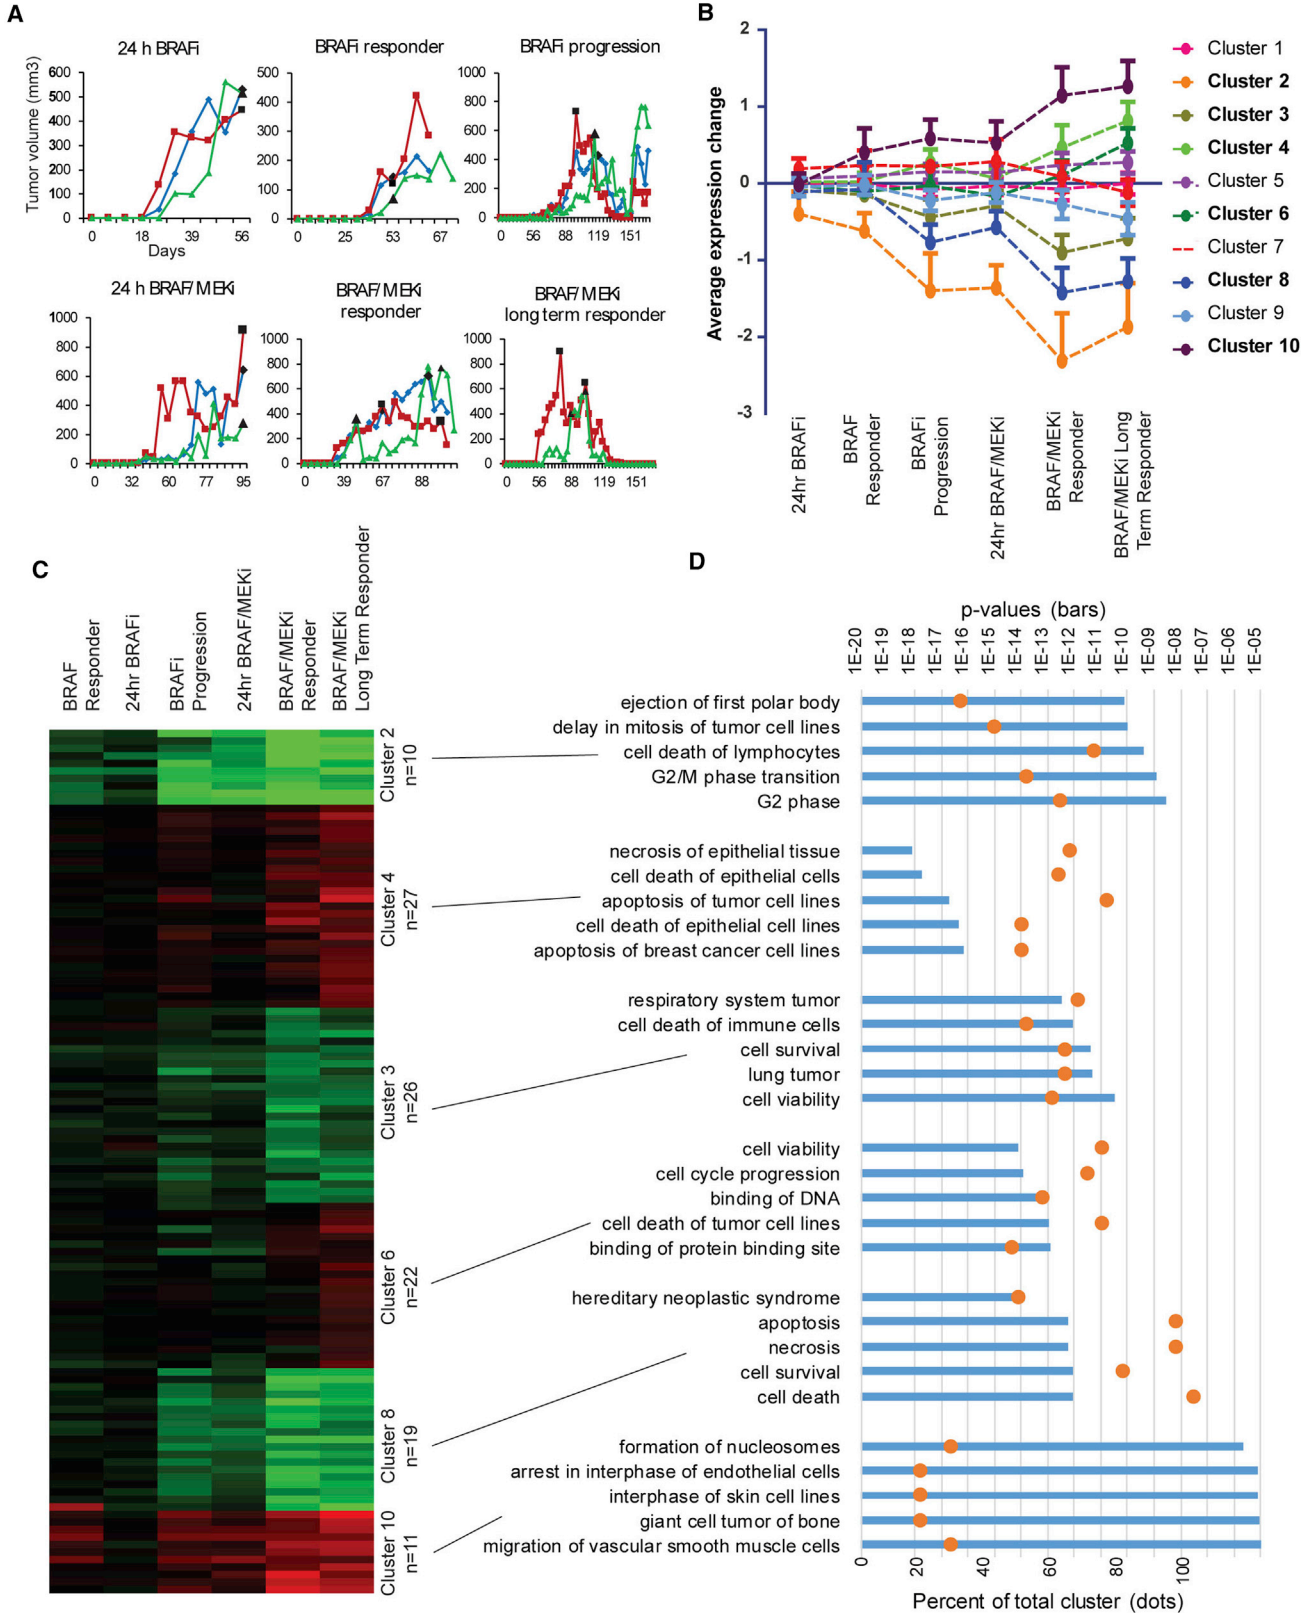 A
24 h BRAFi
BRAFi responder
BRAFi progression
Tumor volume (mm3)
600
500
400
300
200
100
0
0 18 39 56
Days
500
400
300
200
100
0
0 25 53 67
1000
800
600
400
200
0
0 56 88 119 151
24 h BRAF/MEKi
BRAF/MEKi
responder
BRAF/MEKi
long term responder
1000
800
600
400
200
0
0 32 60 77 95
1000
800
600
400
200
0
0 39 67 88
1000
800
600
400
200
0
0 56 88 119 151
B
Average expression change
2
1
0
-1
-2
-3
24hr BRAFi
BRAF
Responder
BRAFi
Progression
24hr BRAF/MEKi
BRAF/MEKi
Responder
BRAF/MEKi Long
Term Responder
Cluster 1
Cluster 2
Cluster 3
Cluster 4
Cluster 5
Cluster 6
Cluster 7
Cluster 8
Cluster 9
Cluster 10
C
BRAF
Responder
24hr BRAFi
BRAFi
Progression
24hr BRAF/MEKi
BRAF/MEKi
Responder
BRAF/MEKi
Long Term Responder
Cluster 2
n=10
Cluster 4
n=27
Cluster 3
n=26
Cluster 6
n=22
Cluster 8
n=19
Cluster 10
n=11
D
p-values (bars)
1E-20 1E-19 1E-18 1E-17 1E-16 1E-15 1E-14 1E-13 1E-12 1E-11 1E-10 1E-09 1E-08 1E-07 1E-06 1E-05
ejection of first polar body
delay in mitosis of tumor cell lines
cell death of lymphocytes
G2/M phase transition
G2 phase
necrosis of epithelial tissue
cell death of epithelial cells
apoptosis of tumor cell lines
cell death of epithelial cell lines
apoptosis of breast cancer cell lines
respiratory system tumor
cell death of immune cells
cell survival
lung tumor
cell viability
cell viability
cell cycle progression
binding of DNA
cell death of tumor cell lines
binding of protein binding site
hereditary neoplastic syndrome
apoptosis
necrosis
cell survival
cell death
formation of nucleosomes
arrest in interphase of endothelial cells
interphase of skin cell lines
giant cell tumor of bone
migration of vascular smooth muscle cells
0 20 40 60 80 100
Percent of total cluster (dots)